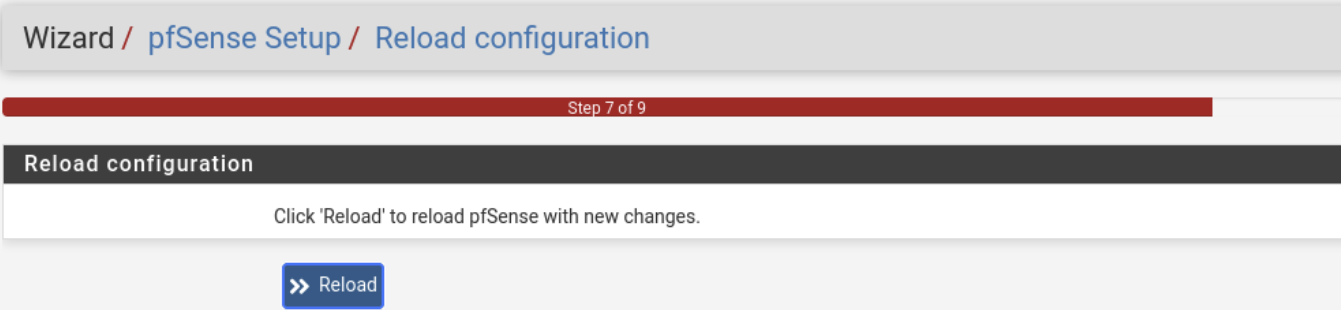 Wizard / pfSense Setup / Reload configuration
Step 7 of 9
Reload configuration
Click 'Reload' to reload pfSense with new changes.
Reload